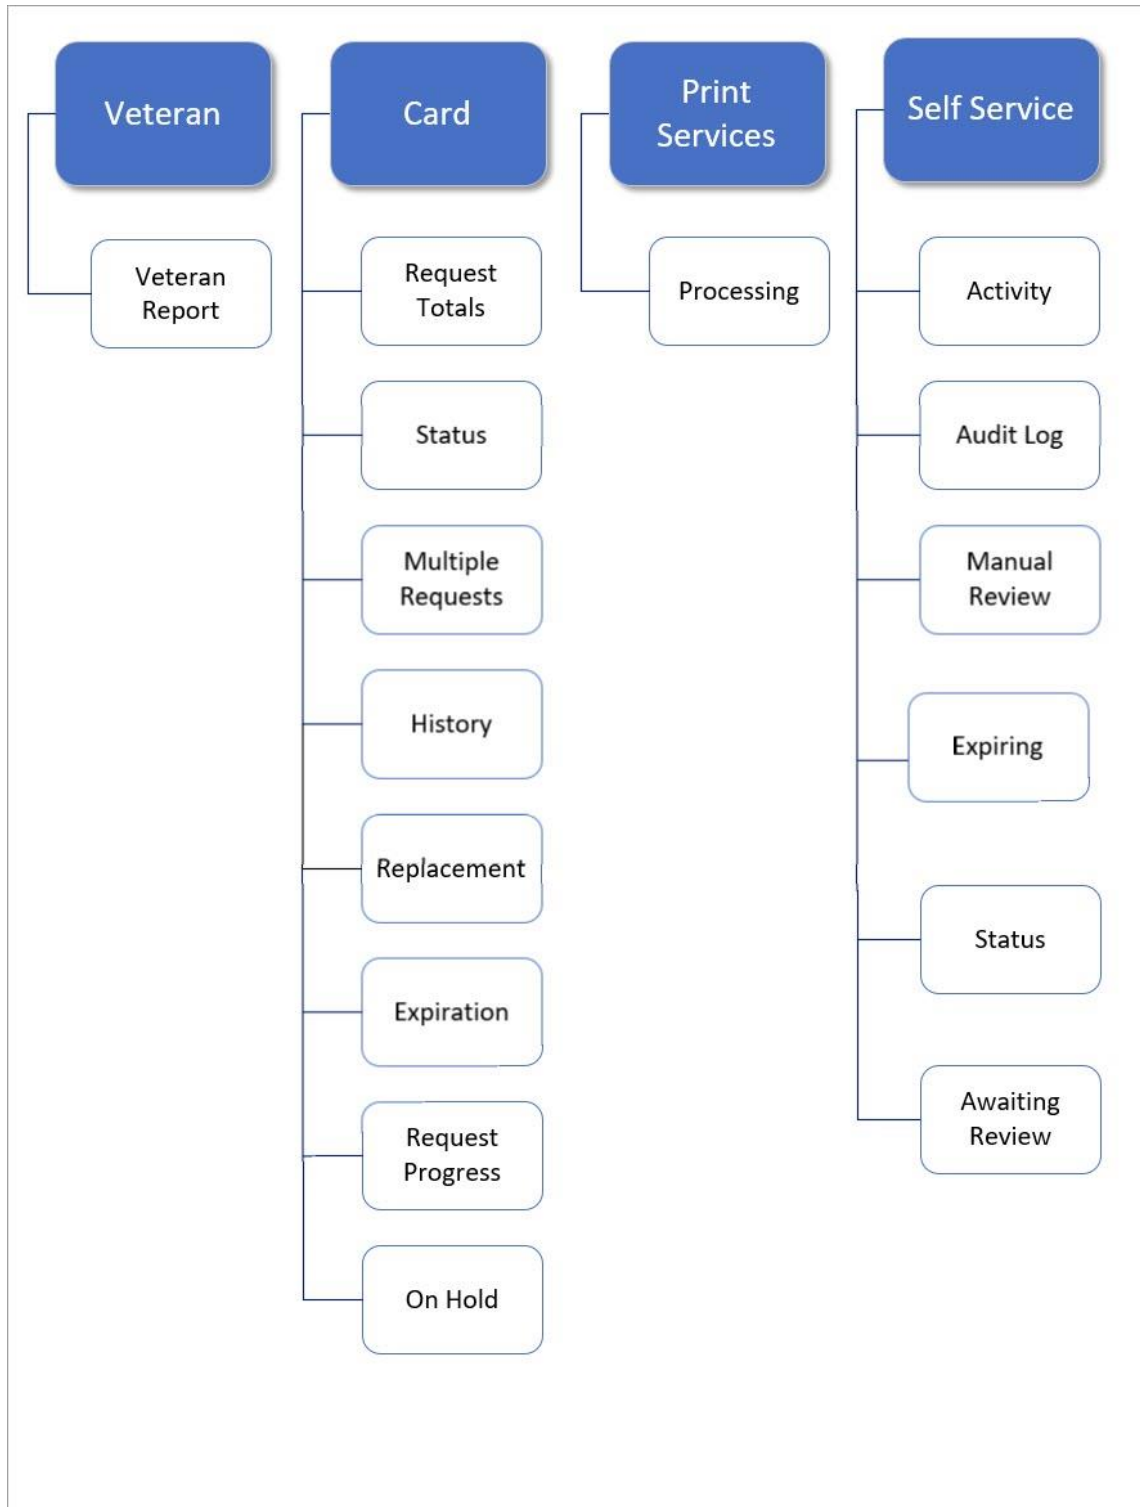 Veteran
Veteran
Report
Card
Request
Totals
Status
Multiple
Requests
History
Replacement
Expiration
Request
Progress
On Hold
Print
Services
Processing
Self Service
Activity
Audit Log
Manual
Review
Expiring
Status
Awaiting
Review